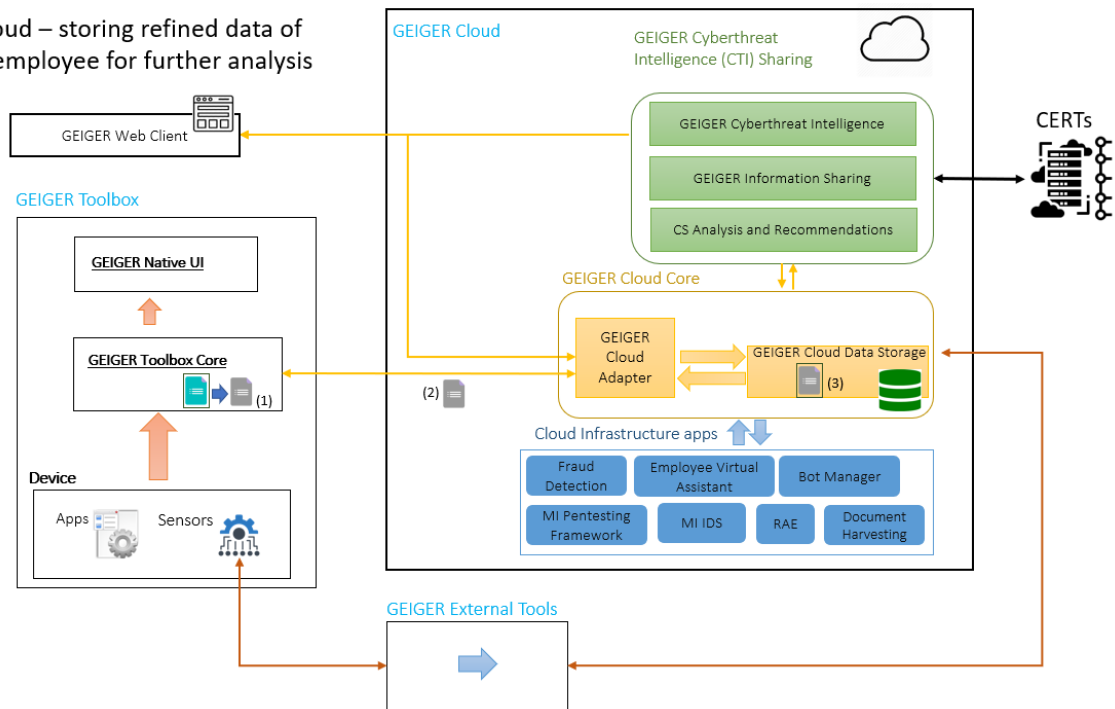 oud – storing refined data of
employee for further analysis
GEIGER Cloud
GEIGER Cyberthreat
Intelligence (CTI) Sharing
GEIGER Web Client
GEIGER Cyberthreat Intelligence
GEIGER Information Sharing
CS Analysis and Recommendations
CERTs
GEIGER Toolbox
GEIGER Native UI
GEIGER Toolbox Core
(1)
(2)
GEIGER Cloud Core
GEIGER
Cloud
Adapter
GEIGER Cloud Data Storage
(3)
Cloud Infrastructure apps
Fraud
Detection
Employee Virtual
Assistant
Bot Manager
MI Pentesting
Framework
MI IDS
RAE
Document
Harvesting
Device
Apps
Sensors
GEIGER External Tools